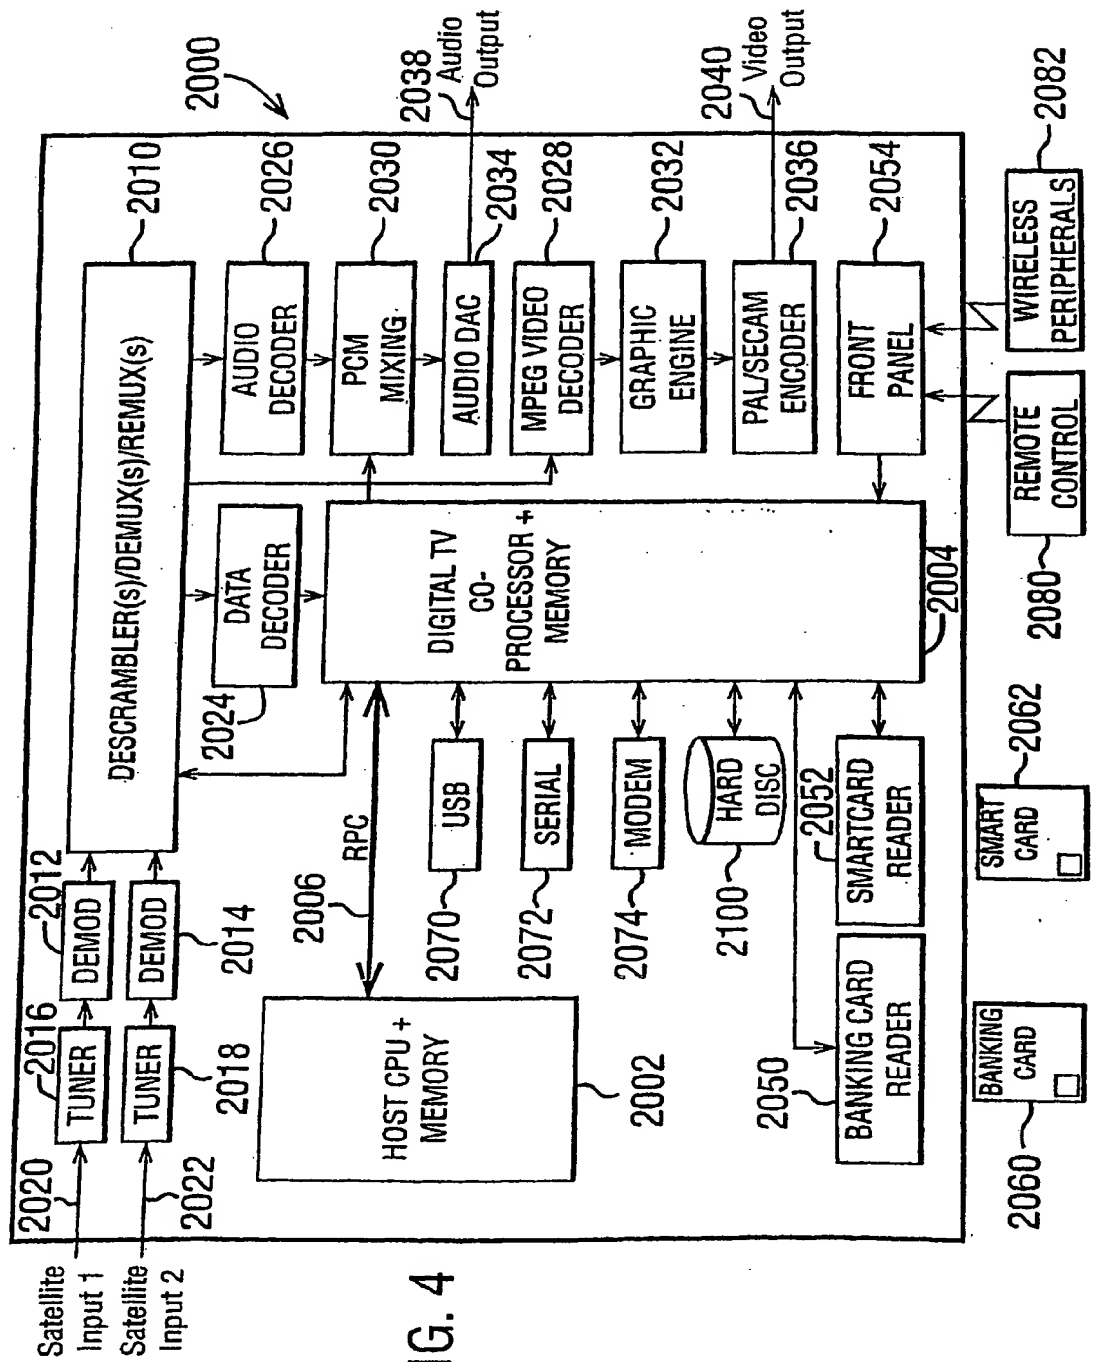 2000
2010
2026
2030
2038
Audio
Output
2034
2028
2032
2040
Video
Output
2036
2054
2082
DESCRAMBLER(s)/DEMUX(s)/REMUX(s)
AUDIO
DECODER
PCM
MIXING
AUDIO DAC
MPEG VIDEO
DECODER
GRAPHIC
ENGINE
PAL/SECAM
ENCODER
FRONT
PANEL
WIRELESS
PERIPHERALS
REMOTE
CONTROL
2080
DATA
DECODER
2024
DIGITAL TV
CO-
PROCESSOR +
MEMORY
2004
2012
DEMOD
DEMOD
2014
2016
TUNER
TUNER
2018
2020
2022
Satellite
Input 1
Satellite
Input 2
RPC
2006
USB
2070
SERIAL
2072
MODEM
2074
HARD
DISC
2100
2052
SMARTCARD
READER
2062
SMART
CARD
HOST CPU +
MEMORY
2002
2050
BANKING CARD
READER
BANKING
CARD
2060
IG. 4